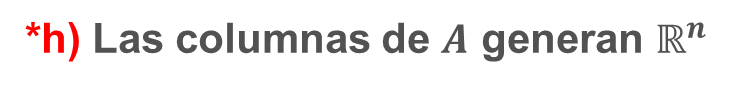 *h) Las columnas de 𝑨 generan ℝⁿ